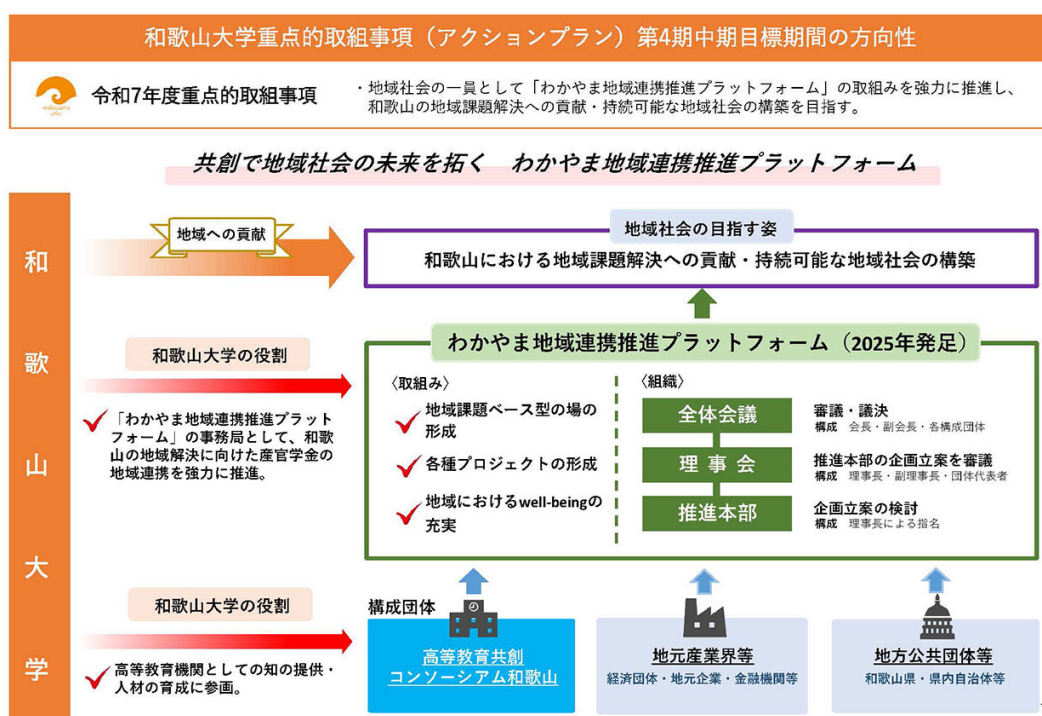 和歌山大学重点的取組事項（アクションプラン）第4期中期目標期間の方向性
令和7年度重点的取組事項
・地域社会の一員として「わかやま地域連携推進プラットフォーム」の取組みを強力に推進し、
和歌山の地域課題解決への貢献・持続可能な地域社会の構築を目指す。
共創で地域社会の未来を拓く　わかやま地域連携推進プラットフォーム
和歌山大学
地域への貢献
地域社会の目指す姿
和歌山における地域課題解決への貢献・持続可能な地域社会の構築
和歌山大学の役割
「わかやま地域連携推進プラット
フォーム」の事務局として、和歌
山の地域解決に向けた産官学金の
地域連携を強力に推進。
わかやま地域連携推進プラットフォーム（2025年発足）
〈取組み〉
地域課題ベース型の場の
形成
各種プロジェクトの形成
地域におけるwell-beingの
充実
〈組織〉
全体会議
審議・議決
構成　会長・副会長・各構成団体
理事会
推進本部の企画立案を審議
構成　理事長・副理事長・団体代表者
推進本部
企画立案の検討
構成　理事長による指名
和歌山大学の役割
高等教育機関としての知の提供・
人材の育成に参画。
構成団体
高等教育共創
コンソーシアム和歌山
地元産業界等
経済団体・地元企業・金融機関等
地方公共団体等
和歌山県・県内自治体等